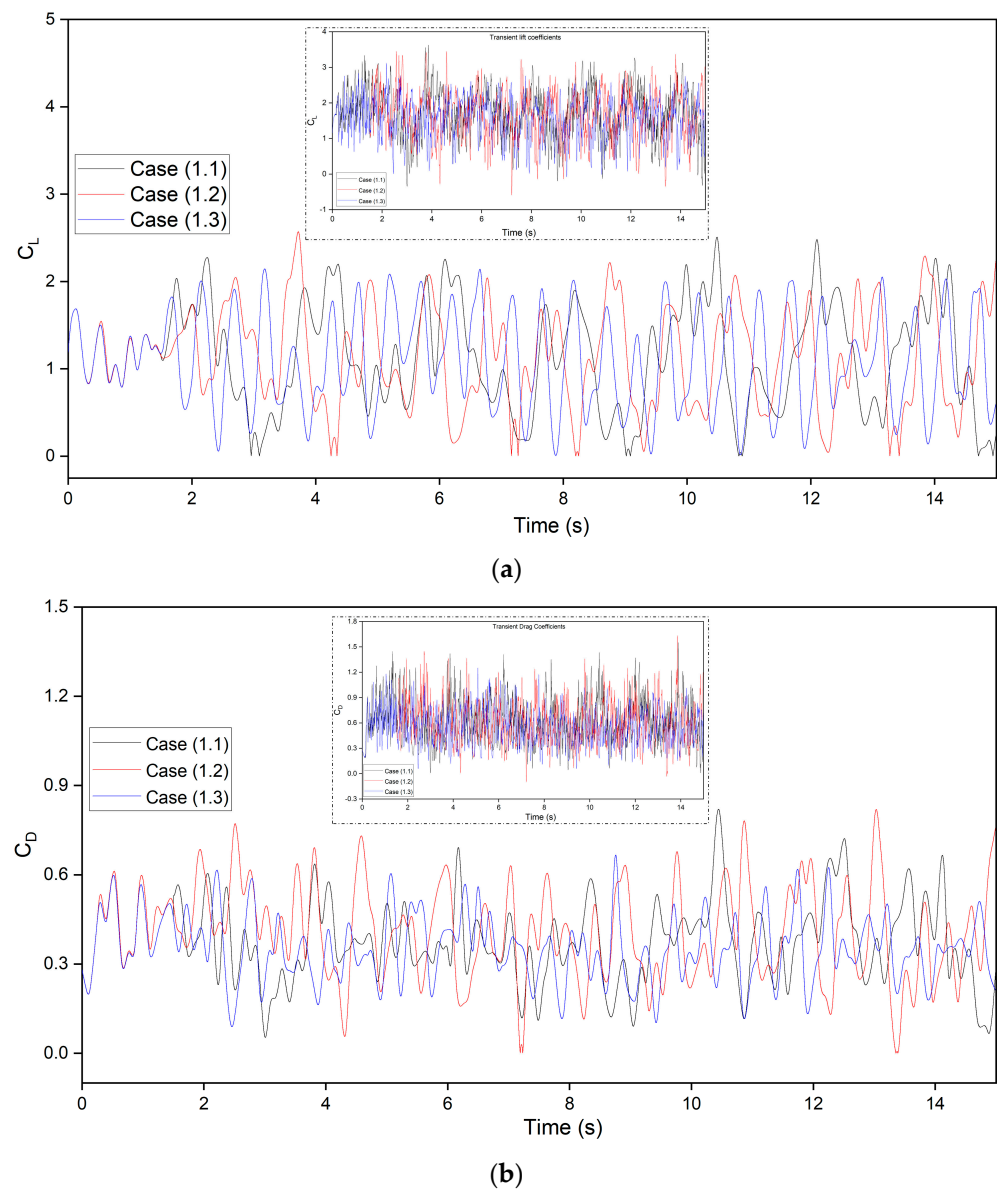 5
4
3
2
1
0
C_L
Case (1.1)
Case (1.2)
Case (1.3)
Transient lift coefficients
4
3
2
1
0
-1
C_L
Case (1.1)
Case (1.2)
Case (1.3)
0 2 4 6 8 10 12 14
Time (s)
0 2 4 6 8 10 12 14
Time (s)
(a)
1.5
1.2
0.9
0.6
0.3
0.0
C_D
Case (1.1)
Case (1.2)
Case (1.3)
Transient Drag Coefficients
1.8
1.5
1.2
0.9
0.6
0.3
0.0
-0.3
C_D
Case (1.1)
Case (1.2)
Case (1.3)
0 2 4 6 8 10 12 14
Time (s)
0 2 4 6 8 10 12 14
Time (s)
(b)